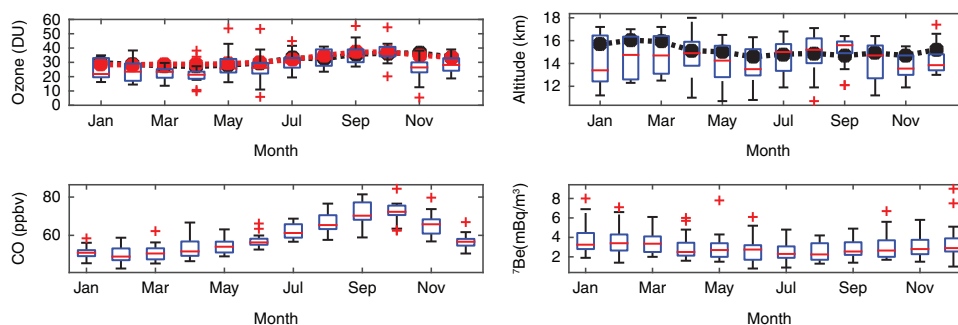 60
50
40
30
20
10
0
Ozone (DU)
Jan Mar May Jul Sep Nov
Month
16
14
12
Altitude (km)
Jan Mar May Jul Sep Nov
Month
80
60
CO (ppbv)
Jan Mar May Jul Sep Nov
Month
8
6
4
2
⁷Be(mBq/m³)
Jan Mar May Jul Sep Nov
Month